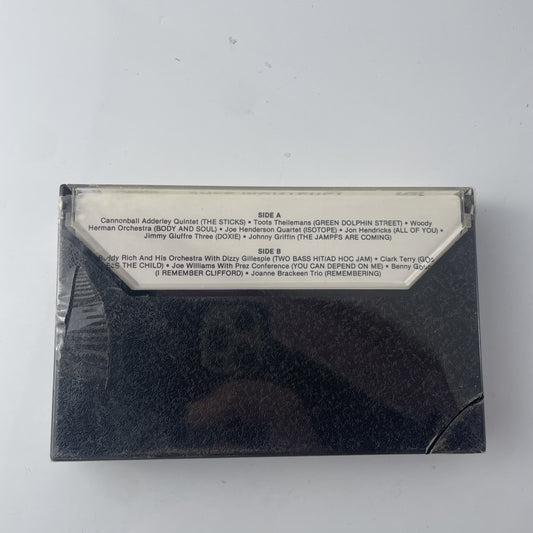 SIDE A
Cannonball Adderley Quintet (THE STICKS) • Toots Theilemans (GREEN DOLPHIN STREET) • Woody
Herman Orchestra (BODY AND SOUL) • Joe Henderson Quartet (ISOTOPE) • Jon Hendricks (ALL OF YOU) •
Jimmy Giuffre Three (DOXIE) • Johnny Griffin (THE JAMPFS ARE COMING)
SIDE B
Buddy Rich And His Orchestra With Dizzy Gillespie (TWO BASS HIT/AD HOC JAM) • Clark Terry
THE CHILD) • Joe Williams With Prez Conference (YOU CAN DEPEND ON ME) • Benny
(I REMEMBER CLIFFORD) • Joanne Brackeen Trio (REMEMBERING)